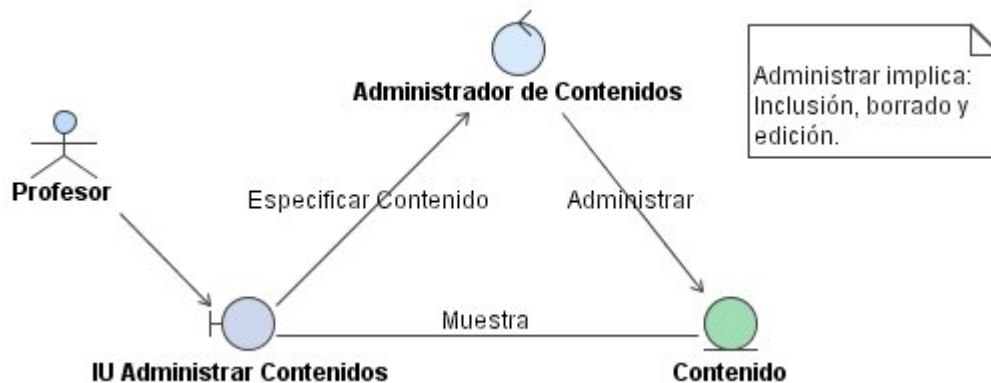 Administrador de Contenidos
Administrar implica:
Inclusión, borrado y
edición.
Profesor
Especificar Contenido
Administrar
Muestra
IU Administrar Contenidos
Contenido